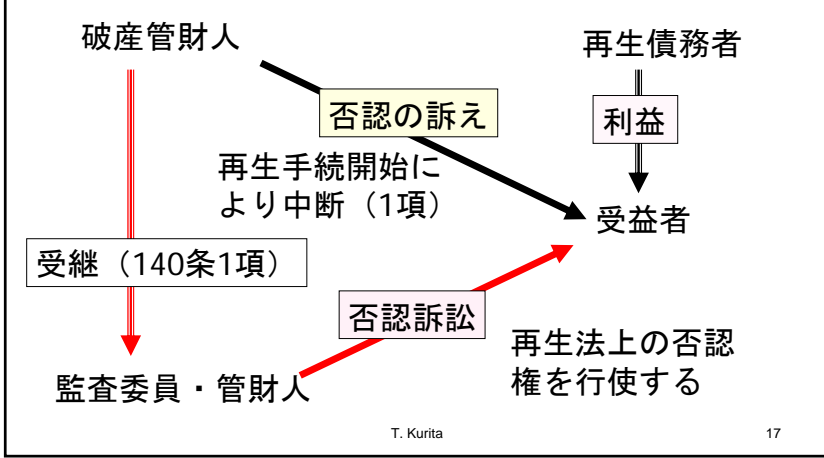 破産管財人
再生債務者
否認の訴え
利益
再生手続開始に
より中断（1項）
受益者
受継（140条1項）
否認訴訟
再生法上の否認
権を行使する
監査委員・管財人
T. Kurita
17